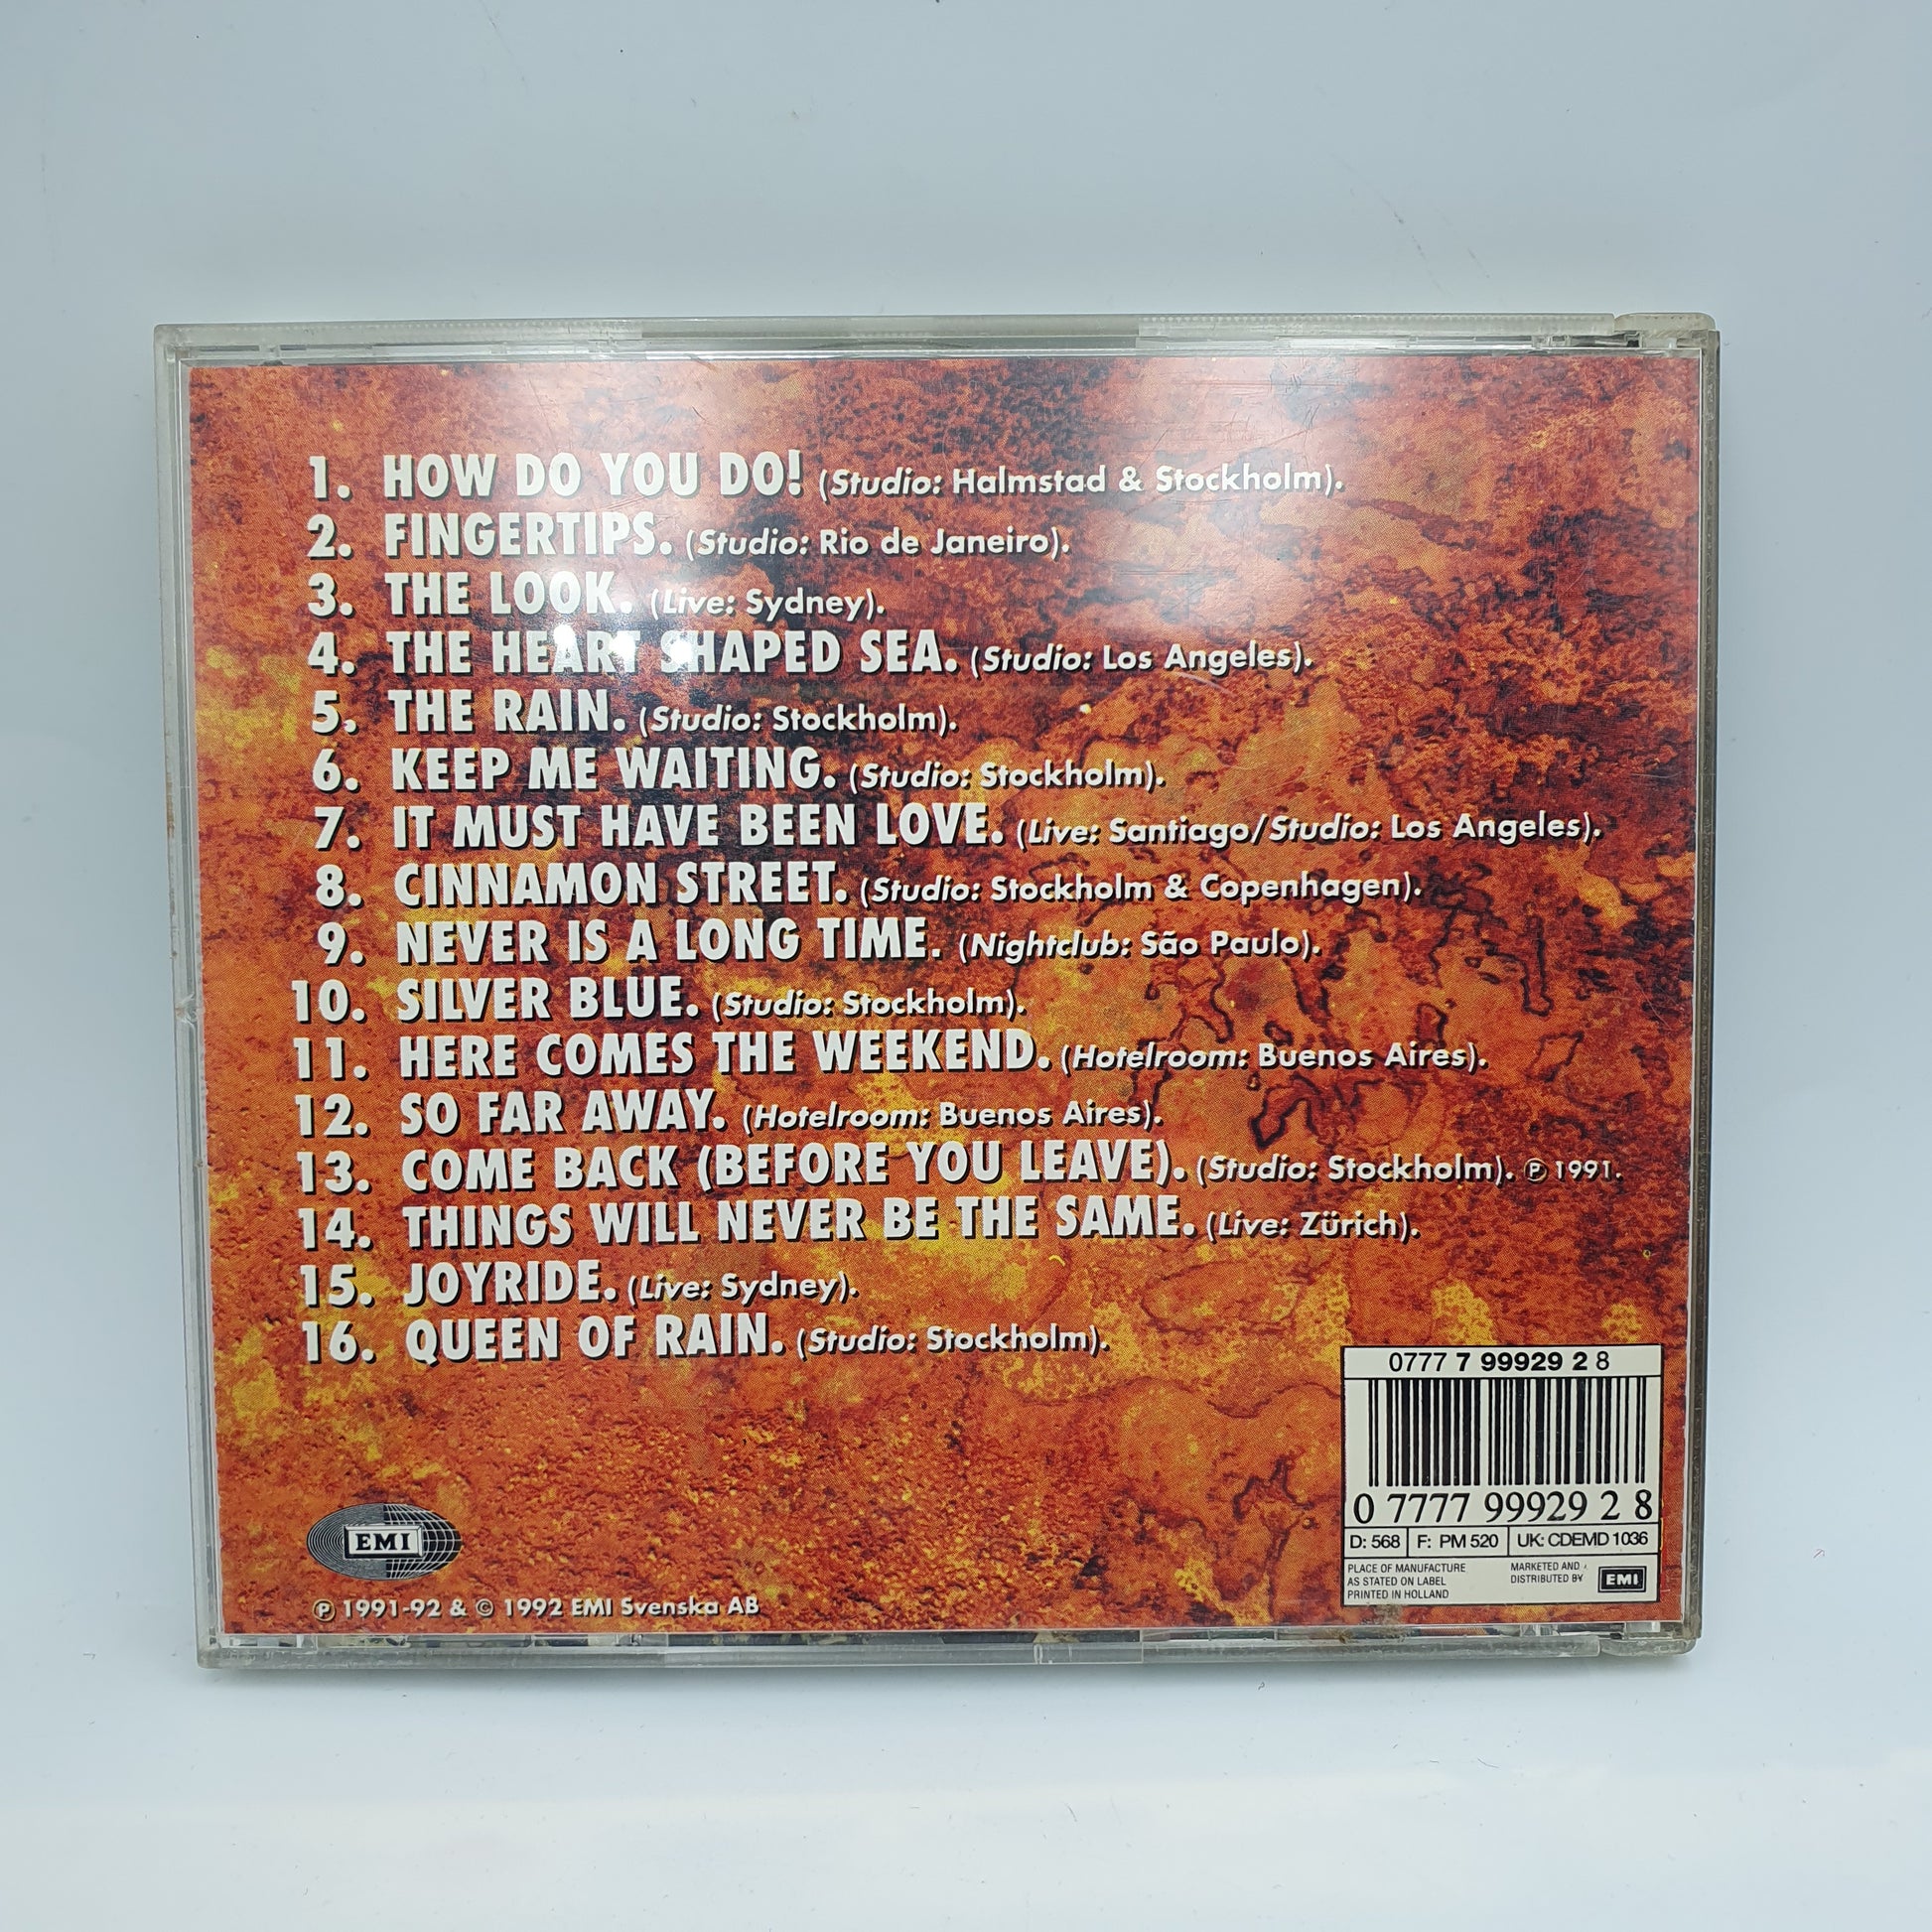 1. HOW DO YOU DO! (Studio: Halmstad & Stockholm).
2. FINGERTIPS. (Studio: Rio de Janeiro).
3. THE LOOK. (Live: Sydney).
4. THE HEART SHAPED SEA. (Studio: Los Angeles).
5. THE RAIN. (Studio: Stockholm).
6. KEEP ME WAITING. (Studio: Stockholm).
7. IT MUST HAVE BEEN LOVE. (Live: Santiago/Studio: Los Angeles).
8. CINNAMON STREET. (Studio: Stockholm & Copenhagen).
9. NEVER IS A LONG TIME. (Nightclub: São Paulo).
10. SILVER BLUE. (Studio: Stockholm).
11. HERE COMES THE WEEKEND. (Hotelroom: Buenos Aires).
12. SO FAR AWAY. (Hotelroom: Buenos Aires).
13. COME BACK (BEFORE YOU LEAVE). (Studio: Stockholm). ℗ 1991.
14. THINGS WILL NEVER BE THE SAME. (Live: Zürich).
15. JOYRIDE. (Live: Sydney).
16. QUEEN OF RAIN. (Studio: Stockholm).
0777 7 99929 2 8
0 7777 99929 2 8
D: 568 F: PM 520 UK: CDEMD 1036
PLACE OF MANUFACTURE
AS STATED ON LABEL
PRINTED IN HOLLAND
MARKETED AND
DISTRIBUTED BY
EMI
EMI
℗ 1991-92 & © 1992 EMI Svenska AB